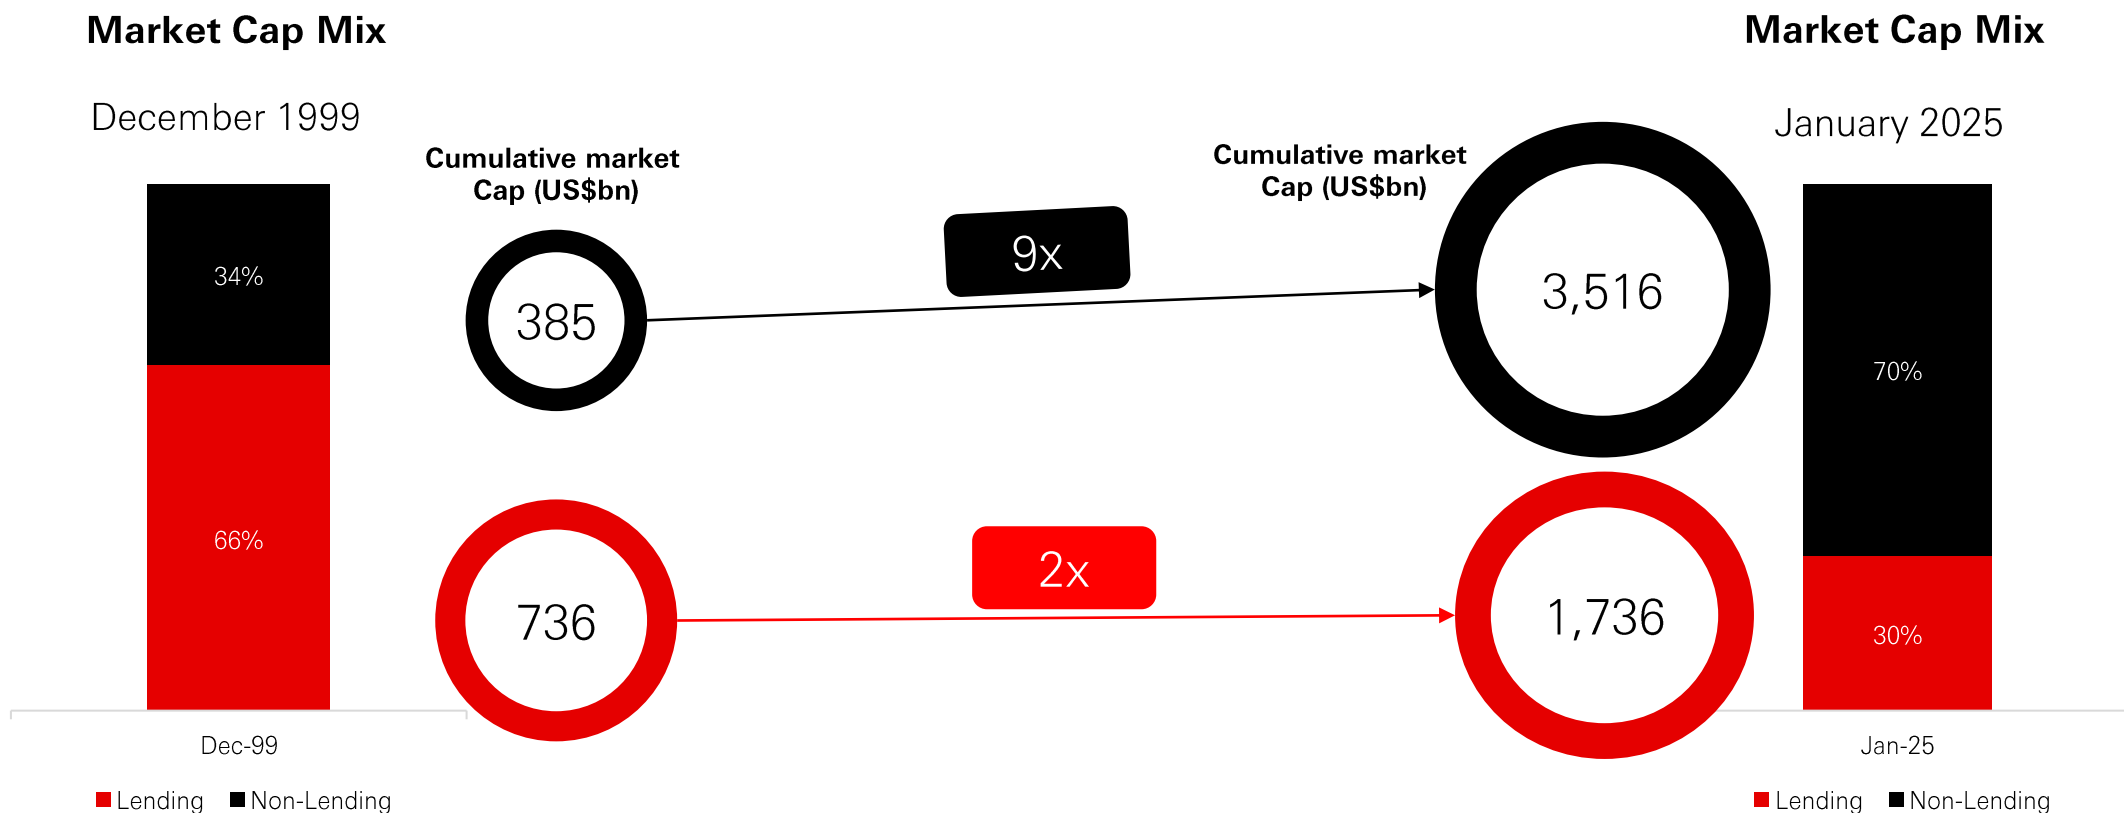 Market Cap Mix
December 1999
34%
66%
Dec-99
Lending Non-Lending
Cumulative market
Cap (US$bn)
385
736
9x
2x
Cumulative market
Cap (US$bn)
3,516
1,736
Market Cap Mix
January 2025
70%
30%
Jan-25
Lending Non-Lending